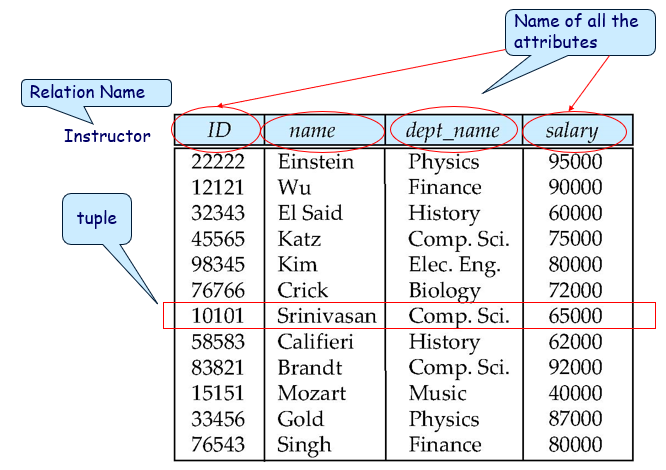 Name of all the
attributes
Relation Name
Instructor
ID name dept_name salary
22222 Einstein Physics 95000
12121 Wu Finance 90000
32343 El Said History 60000
45565 Katz Comp. Sci. 75000
98345 Kim Elec. Eng. 80000
76766 Crick Biology 72000
tuple
10101 Srinivasan Comp. Sci. 65000
58583 Califieri History 62000
83821 Brandt Comp. Sci. 92000
15151 Mozart Music 40000
33456 Gold Physics 87000
76543 Singh Finance 80000